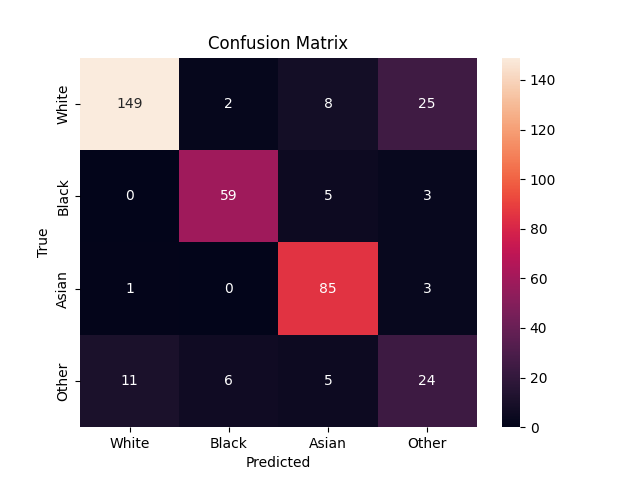 Confusion Matrix
White 149 2 8 25
Black 0 59 5 3
Asian 1 0 85 3
Other 11 6 5 24
True
White Black Asian Other
Predicted
140
120
100
80
60
40
20
0